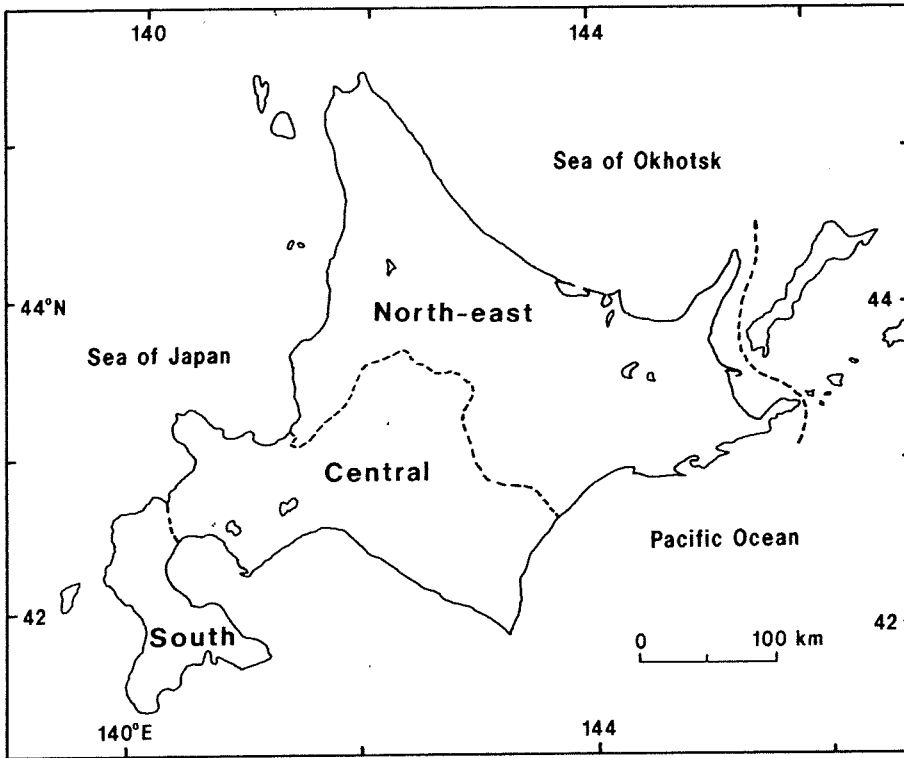 140 144
Sea of Okhotsk
44°N North-east 44
Sea of Japan
Central
Pacific Ocean
42 South 0 100 km 42
140°E 144